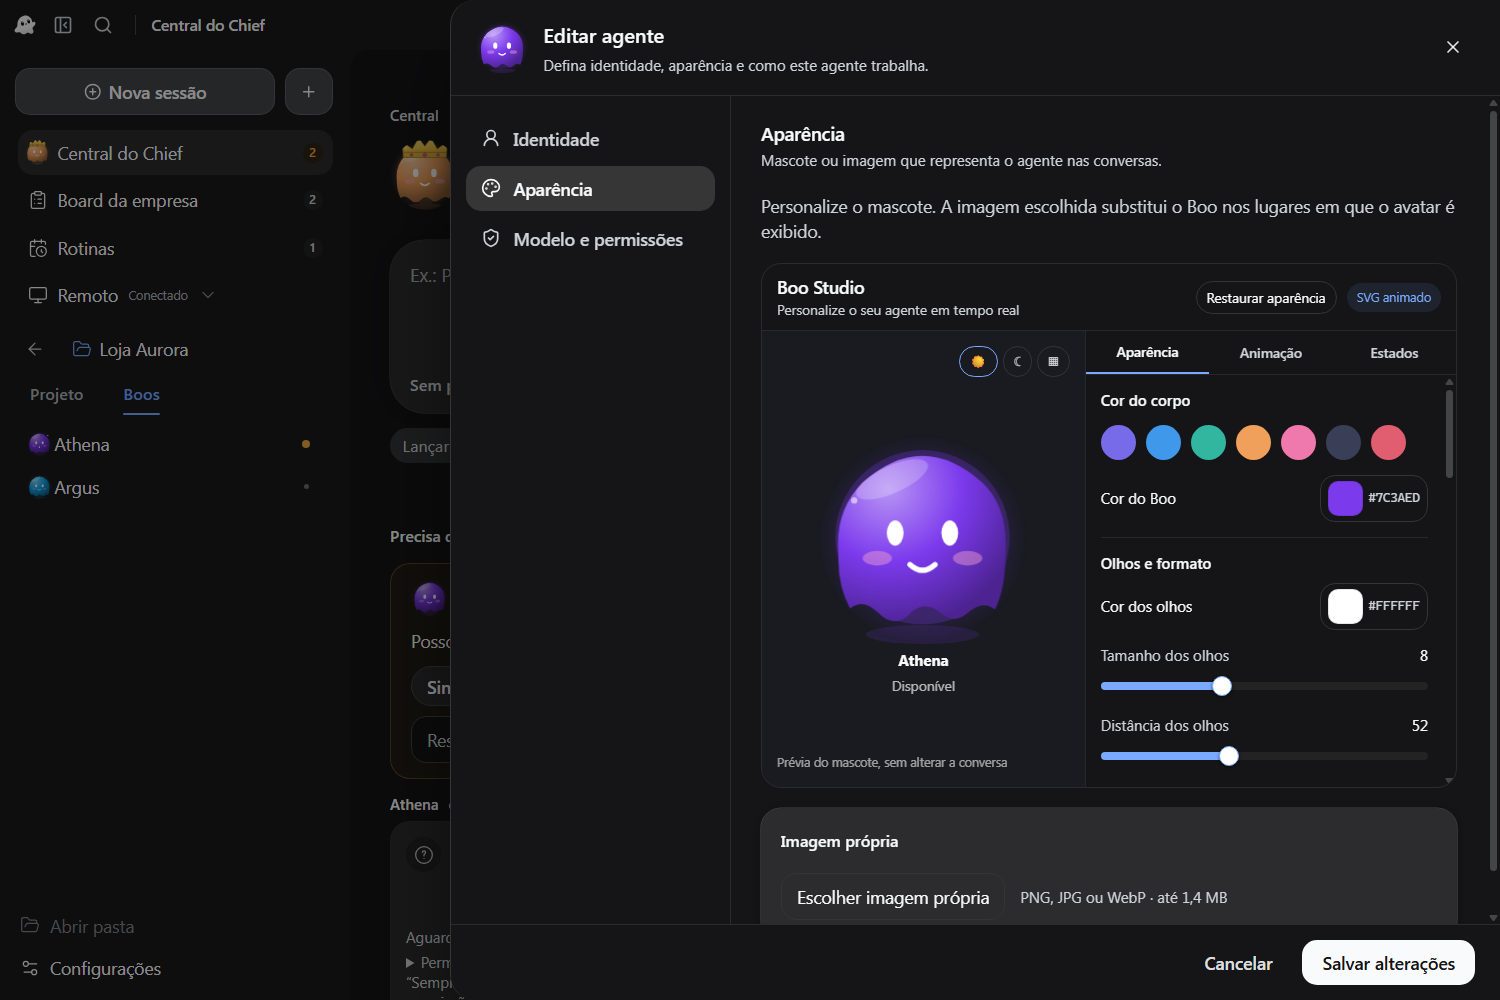 Central do Chief
Nova sessão
Central do Chief 2
Board da empresa 2
Rotinas 1
Remoto Conectado
Loja Aurora
Projeto Boos
Athena
Argus
Abrir pasta
Configurações
Central
Ex.:
Sem
Lançar
Precisa
Posso
Athena
Aguard
“Sempr
Editar agente
Defina identidade, aparência e como este agente trabalha.
Identidade
Aparência
Modelo e permissões
Aparência
Mascote ou imagem que representa o agente nas conversas.
Personalize o mascote. A imagem escolhida substitui o Boo nos lugares em que o avatar é
exibido.
Boo Studio
Personalize o seu agente em tempo real
Restaurar aparência SVG animado
Athena
Disponível
Prévia do mascote, sem alterar a conversa
Aparência Animação Estados
Cor do corpo
Cor do Boo #7C3AED
Olhos e formato
Cor dos olhos #FFFFFF
Tamanho dos olhos 8
Distância dos olhos 52
Imagem própria
Escolher imagem própria PNG, JPG ou WebP · até 1,4 MB
Cancelar Salvar alterações